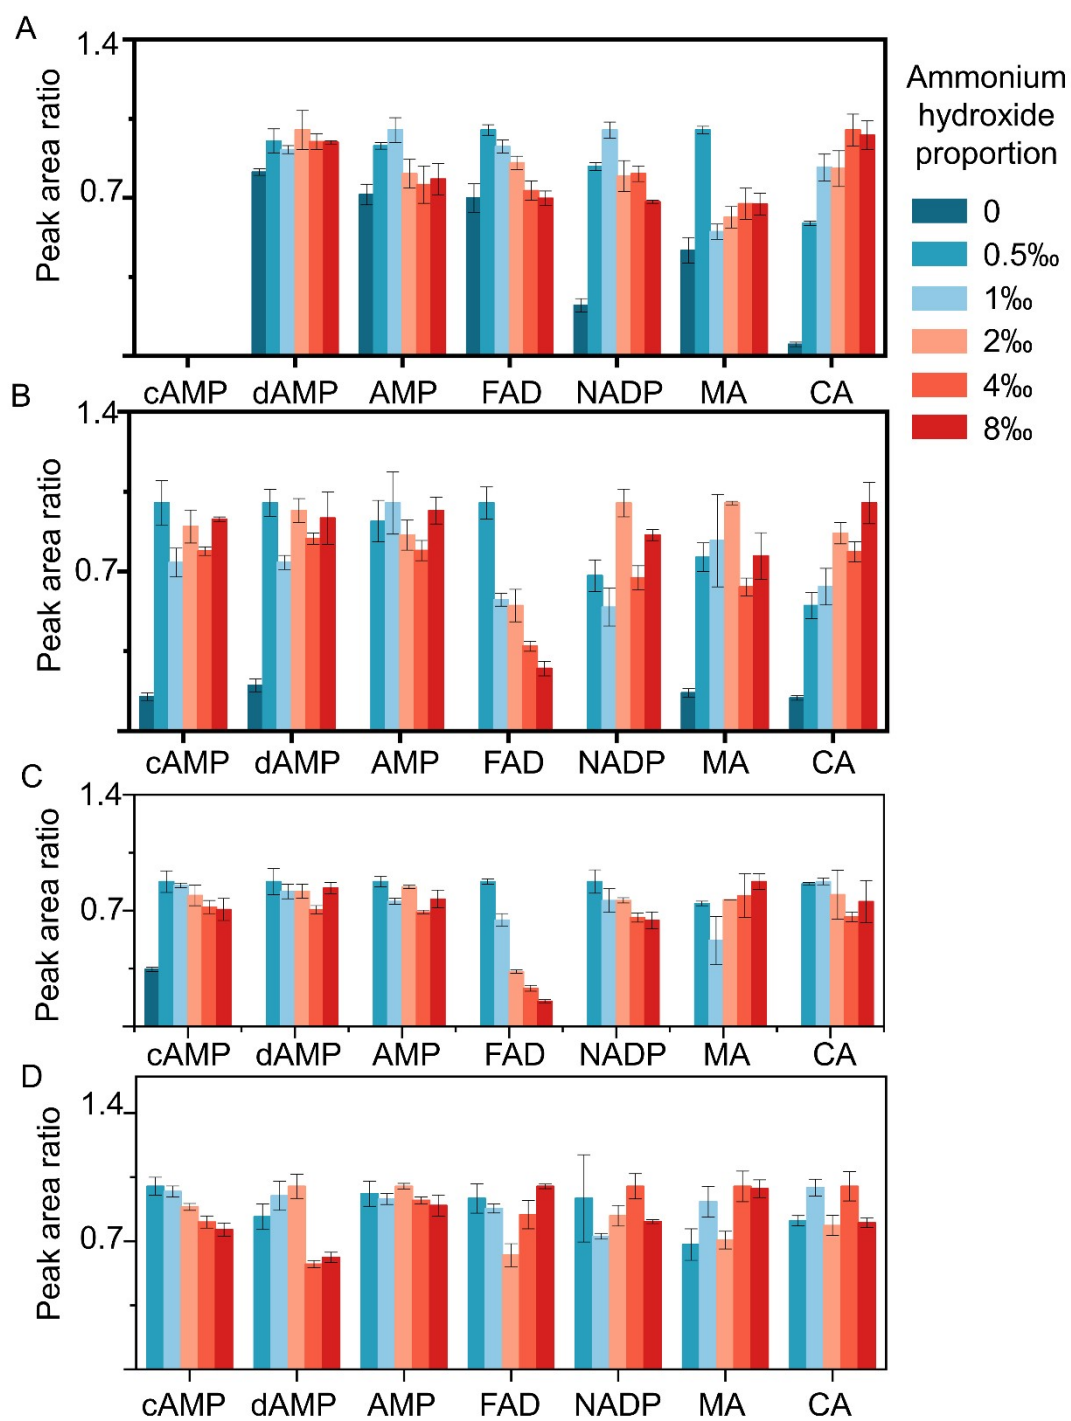 A
1.4
0.7
Peak area ratio
cAMP dAMP AMP FAD NADP MA CA
Ammonium
hydroxide
proportion
0
0.5‰
1‰
2‰
4‰
8‰
B
1.4
0.7
Peak area ratio
cAMP dAMP AMP FAD NADP MA CA
C
1.4
0.7
Peak area ratio
cAMP dAMP AMP FAD NADP MA CA
D
1.4
0.7
Peak area ratio
cAMP dAMP AMP FAD NADP MA CA